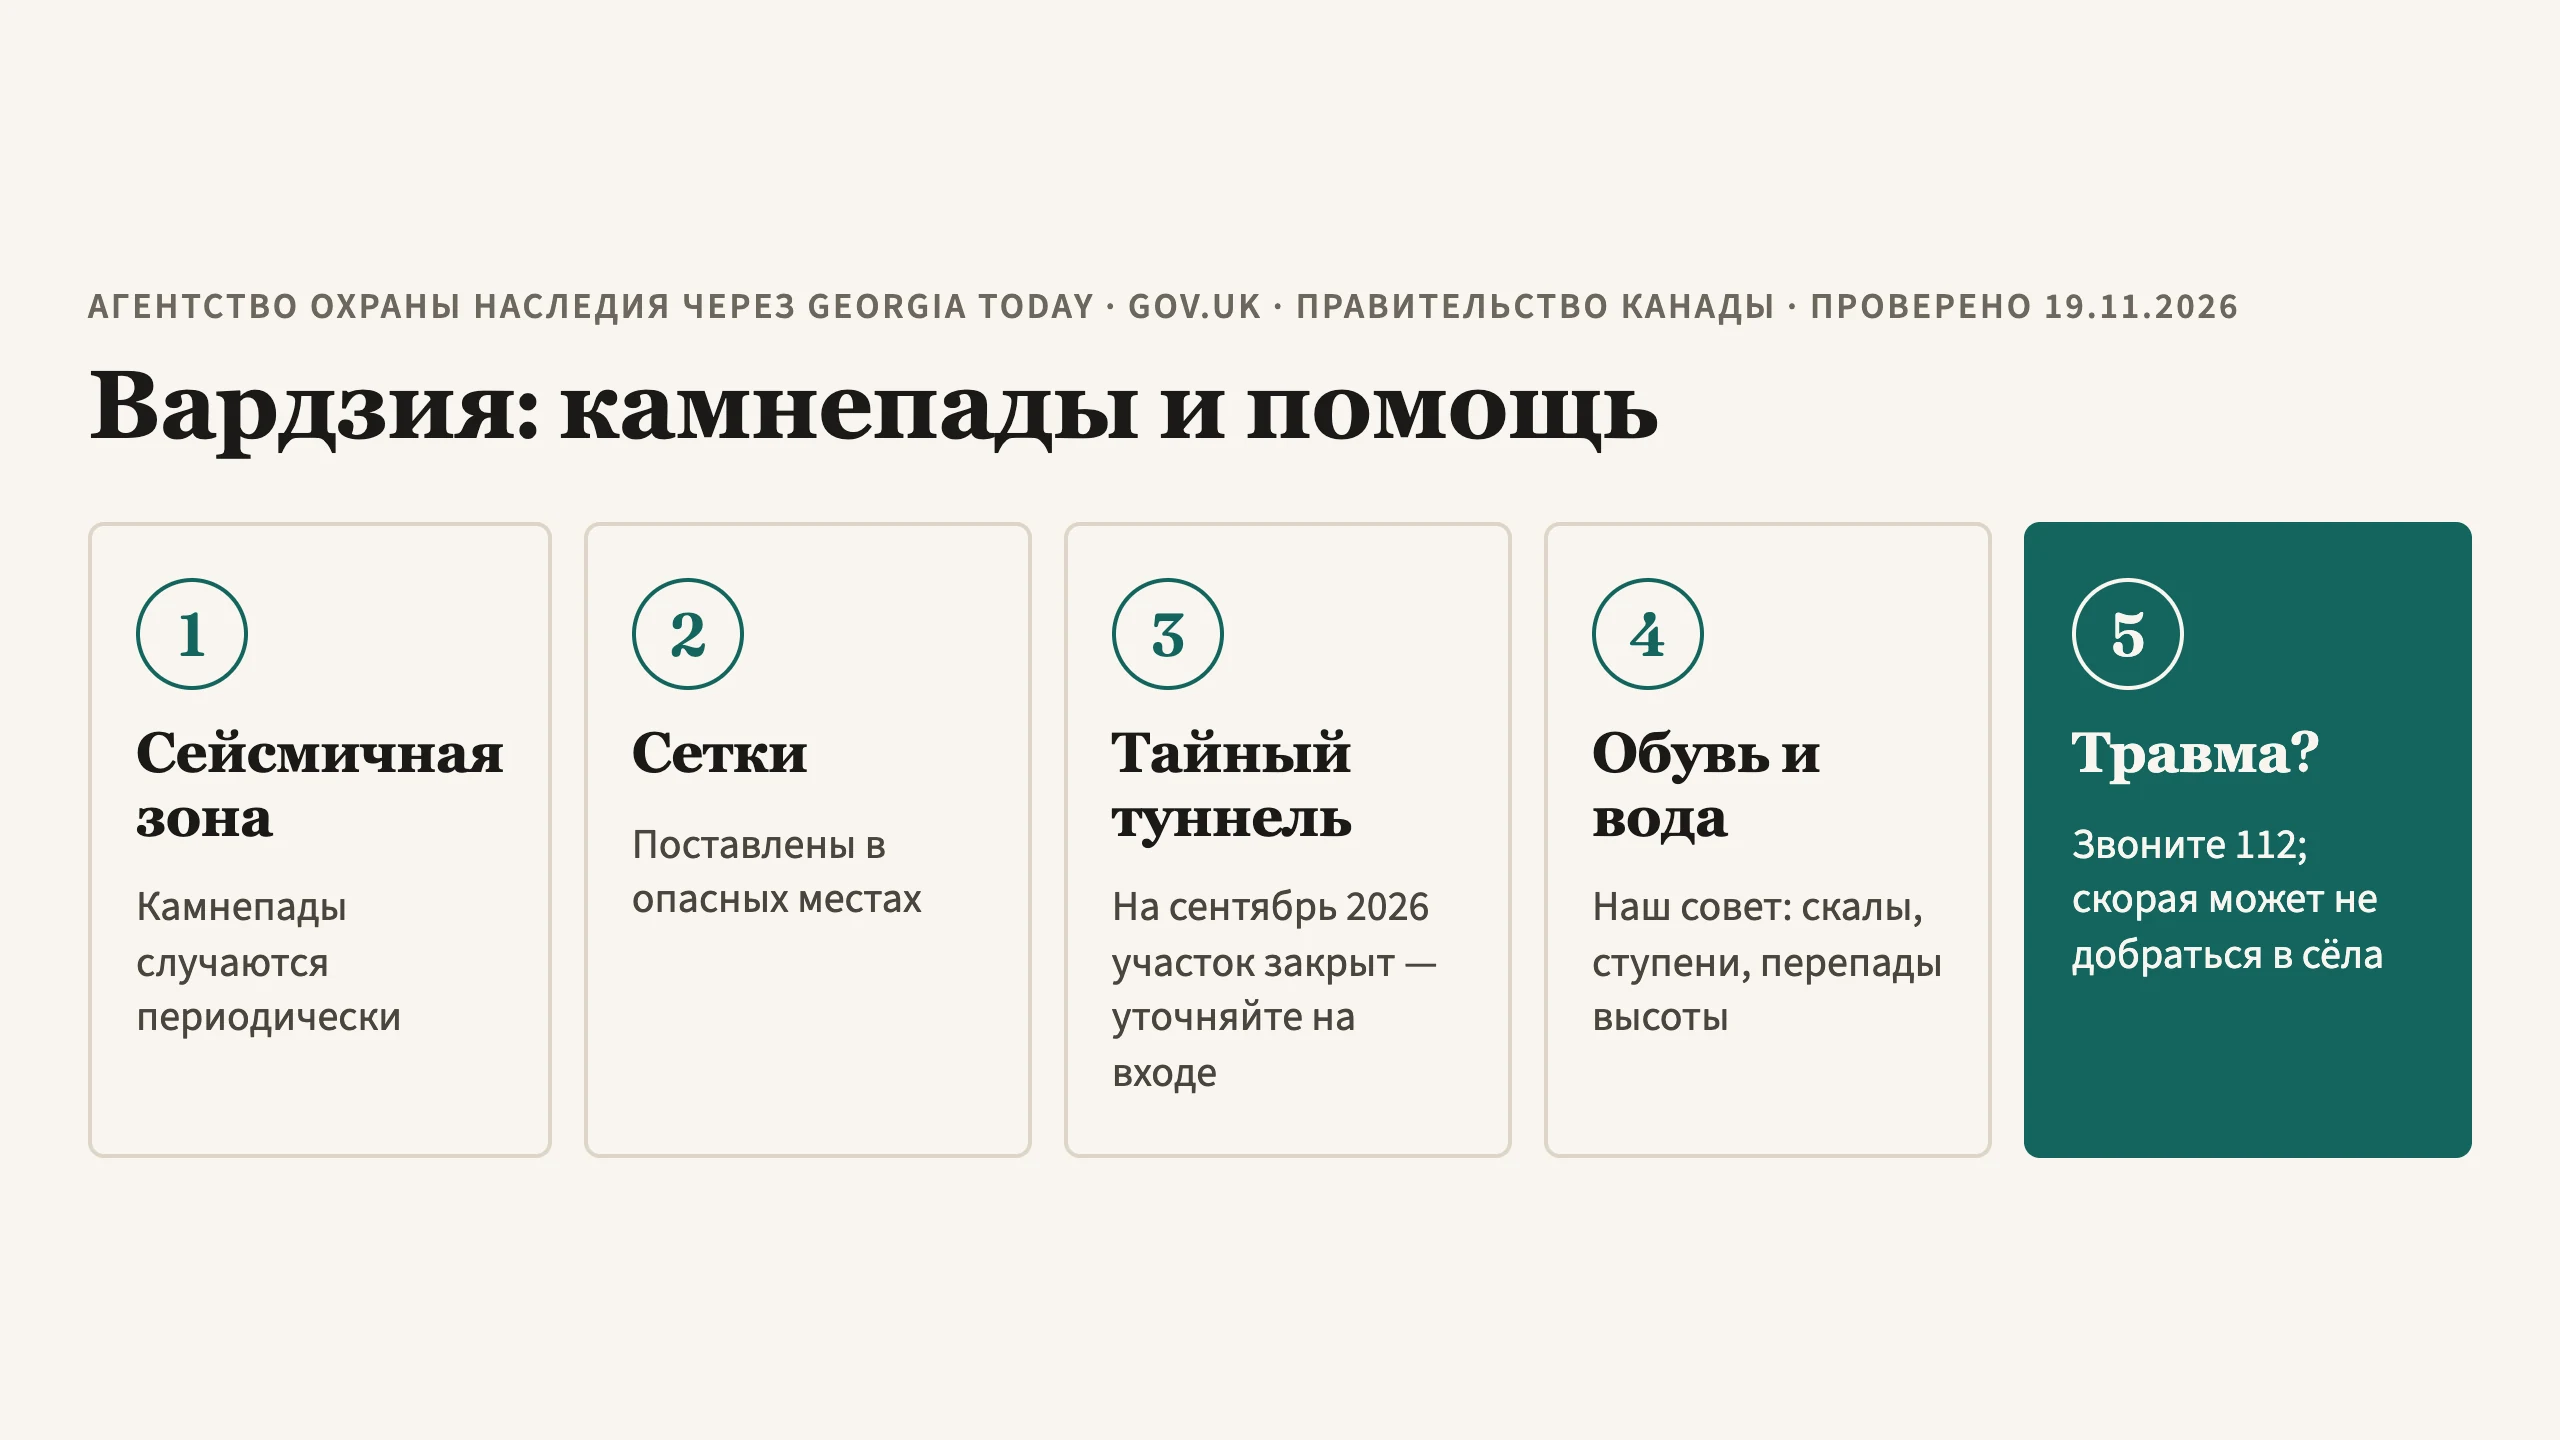 АГЕНТСТВО ОХРАНЫ НАСЛЕДИЯ ЧЕРЕЗ GEORGIA TODAY · GOV.UK · ПРАВИТЕЛЬСТВО КАНАДЫ · ПРОВЕРЕНО 19.11.2026
Вардзия: камнепады и помощь
1
Сейсмичная
зона
Камнепады
случаются
периодически
2
Сетки
Поставлены в
опасных местах
3
Тайный
туннель
На сентябрь 2026
участок закрыт —
уточняйте на
входе
4
Обувь и
вода
Наш совет: скалы,
ступени, перепады
высоты
5
Травма?
Звоните 112;
скорая может не
добраться в сёла